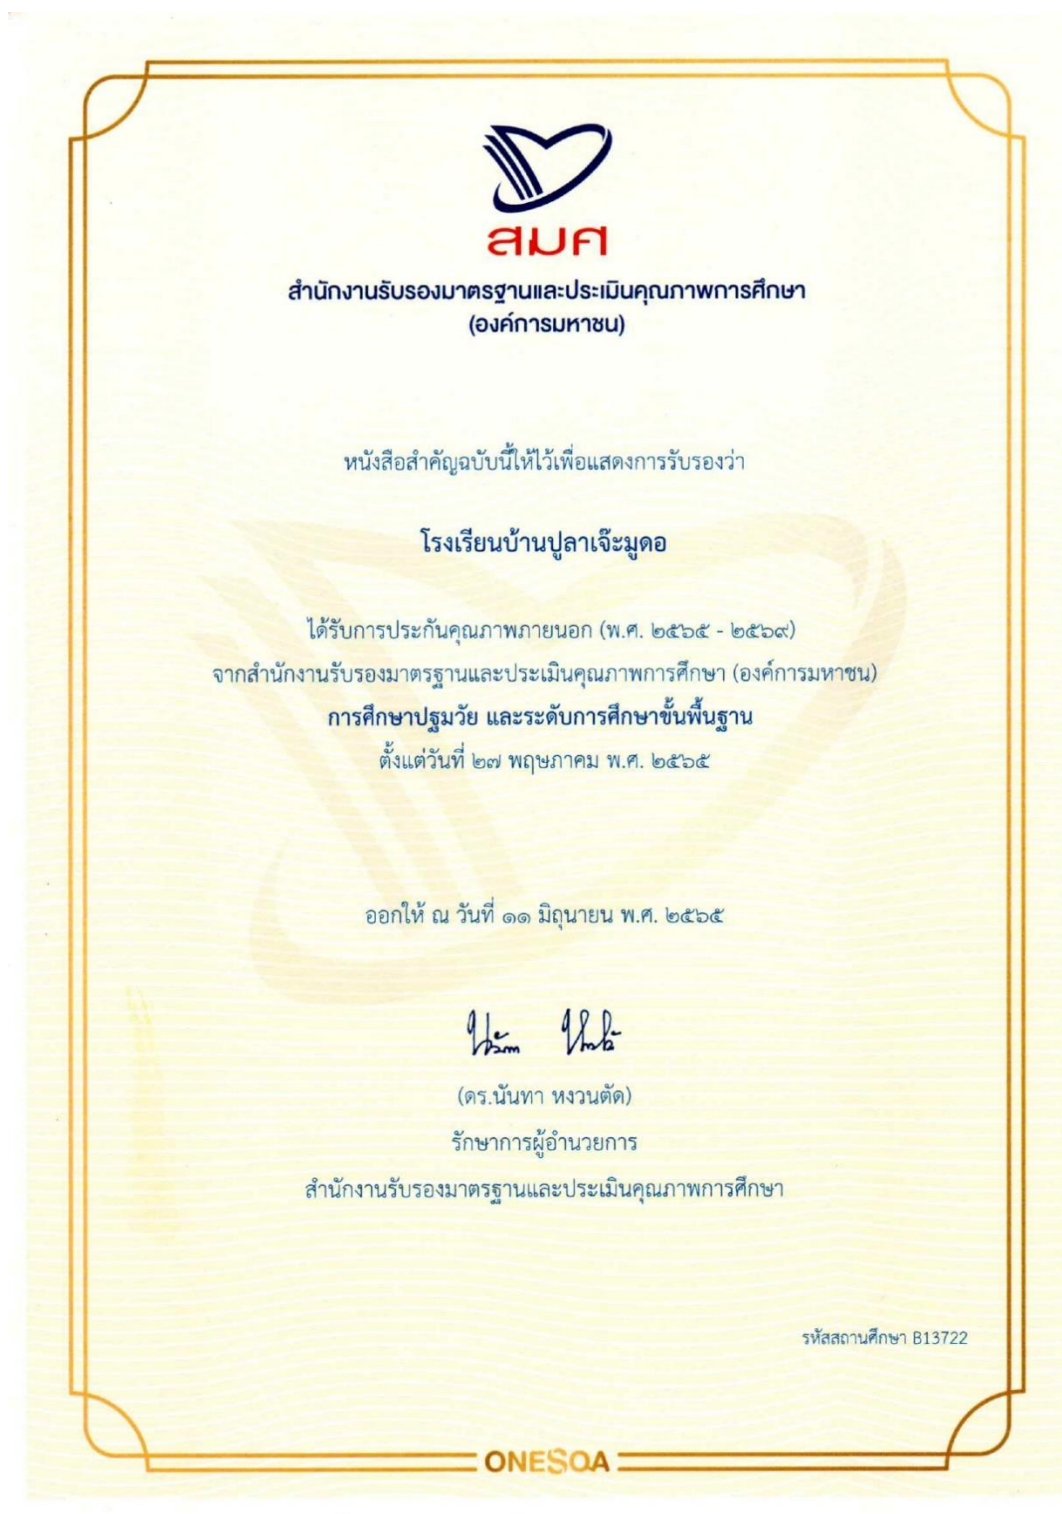 สมศ
สำนักงานรับรองมาตรฐานและประเมินคุณภาพการศึกษา
(องค์การมหาชน)
หนังสือสำคัญฉบับนี้ให้ไว้เพื่อแสดงการรับรองว่า
โรงเรียนบ้านปูลาเจ๊ะมูดอ
ได้รับการประกันคุณภาพภายนอก (พ.ศ. ๒๕๖๕ - ๒๕๖๙)
จากสำนักงานรับรองมาตรฐานและประเมินคุณภาพการศึกษา (องค์การมหาชน)
การศึกษาปฐมวัย และระดับการศึกษาขั้นพื้นฐาน
ตั้งแต่วันที่ ๒๗ พฤษภาคม พ.ศ. ๒๕๖๕
ออกให้ ณ วันที่ ๑๑ มิถุนายน พ.ศ. ๒๕๖๕
(ดร.นันทา หงวนตัด)
รักษาการผู้อำนวยการ
สำนักงานรับรองมาตรฐานและประเมินคุณภาพการศึกษา
รหัสสถานศึกษา B13722
ONESQA